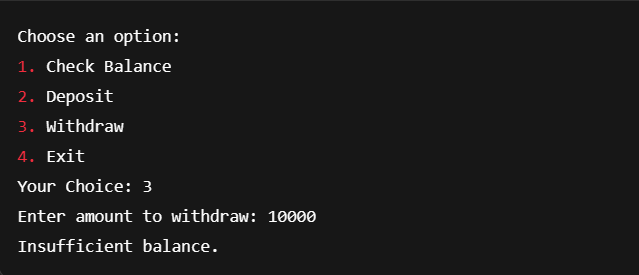 Choose an option:
1. Check Balance
2. Deposit
3. Withdraw
4. Exit
Your Choice: 3
Enter amount to withdraw: 10000
Insufficient balance.